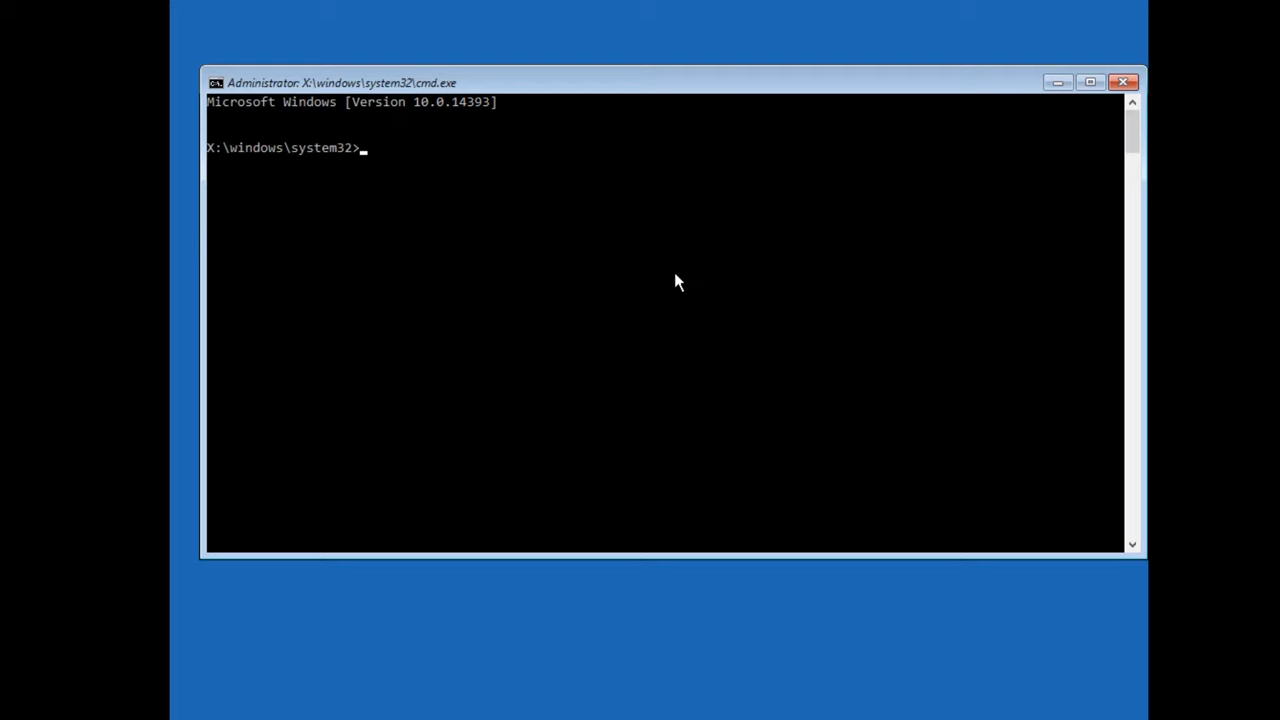 Administrator: X:\windows\system32\cmd.exe
Microsoft Windows [Version 10.0.14393]
X:\windows\system32>